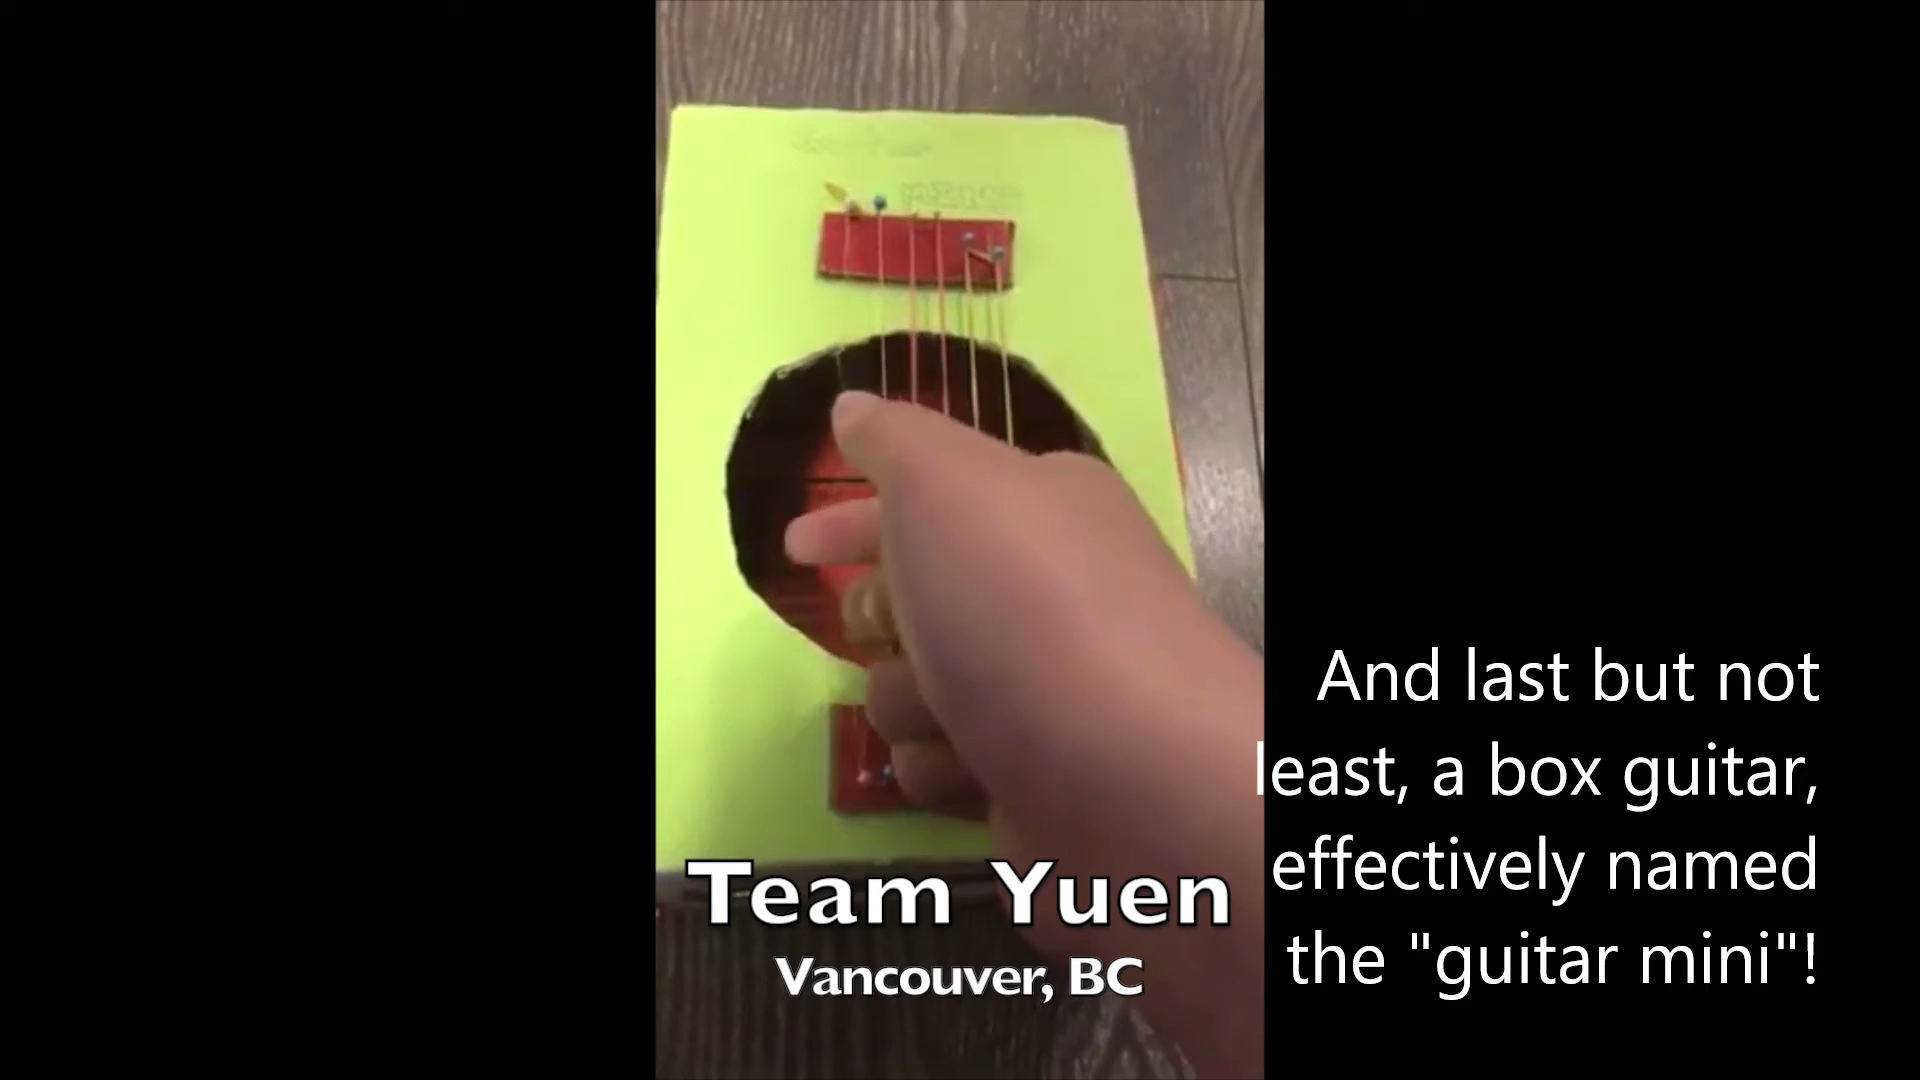 Team Yuen
Vancouver, BC
And last but not
least, a box guitar,
effectively named
the "guitar mini"!